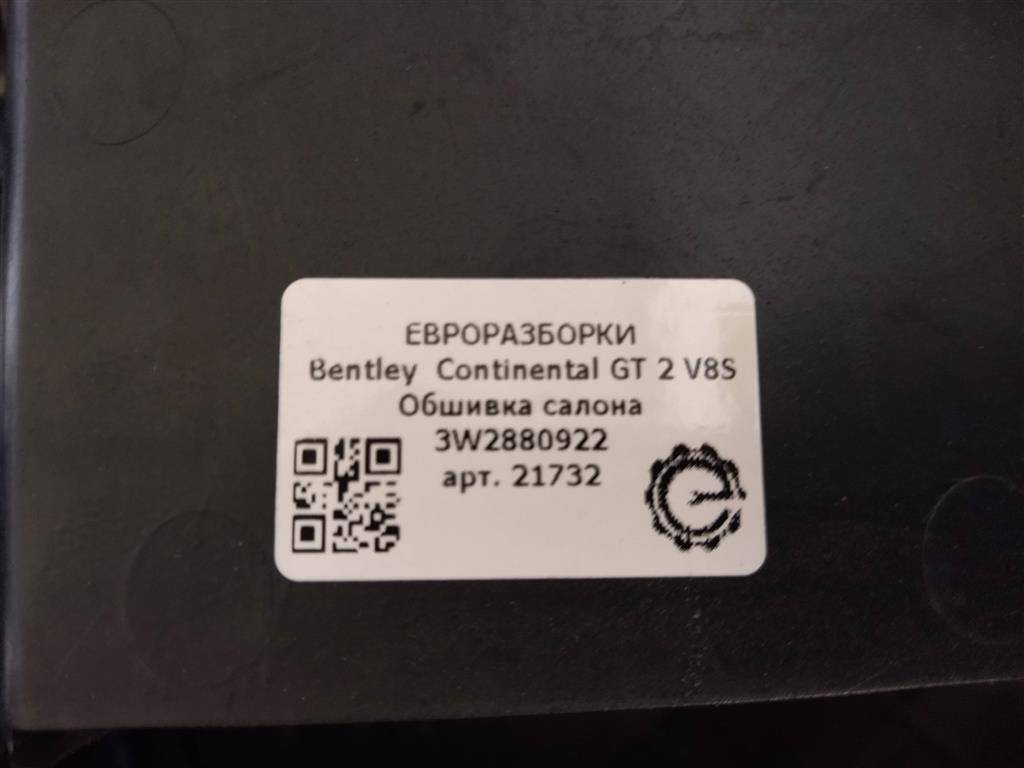 ЕВРОРАЗБОРКИ
Bentley Continental GT 2 V8S
Обшивка салона
3W2880922
арт. 21732